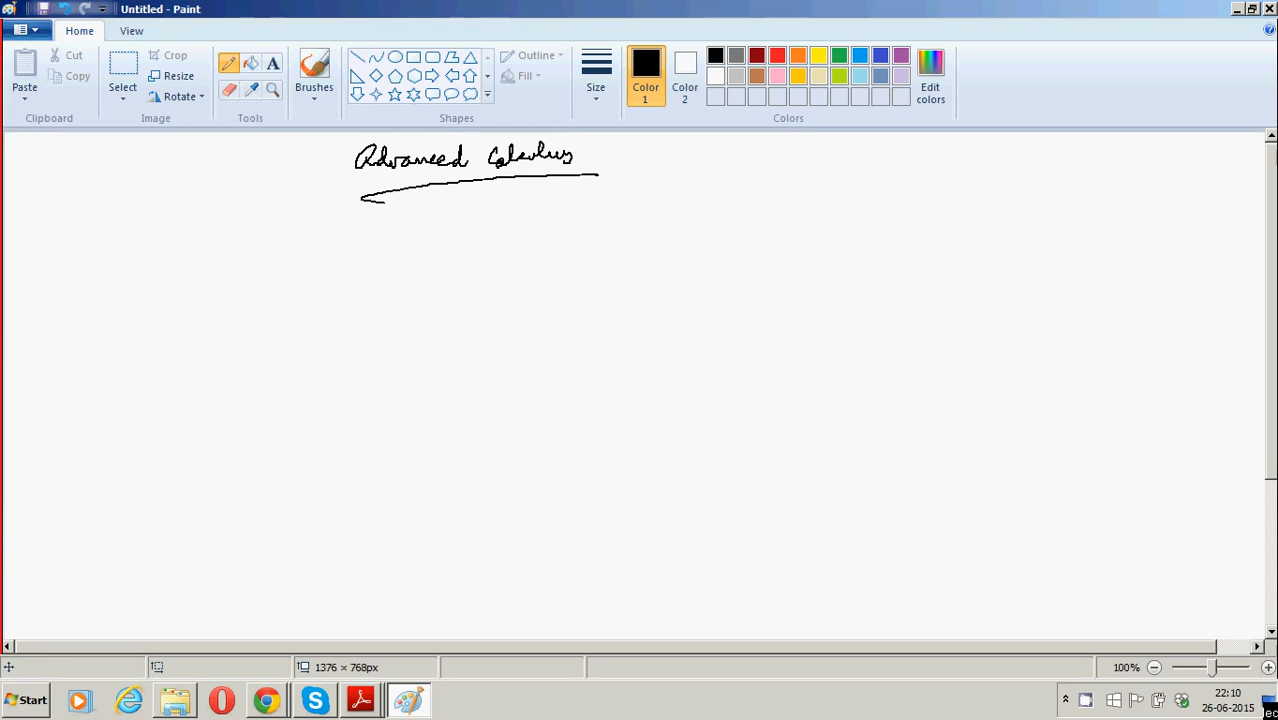 Untitled - Paint
Home View
Paste
Cut
Copy
Clipboard
Select
Crop
Resize
Rotate
Image
Tools
Brushes
Shapes
Outline
Fill
Size
Color 1
Color 2
Edit colors
Colors
Advanced Calculus
1376 × 768px
100%
Start
22:10
26-06-2015